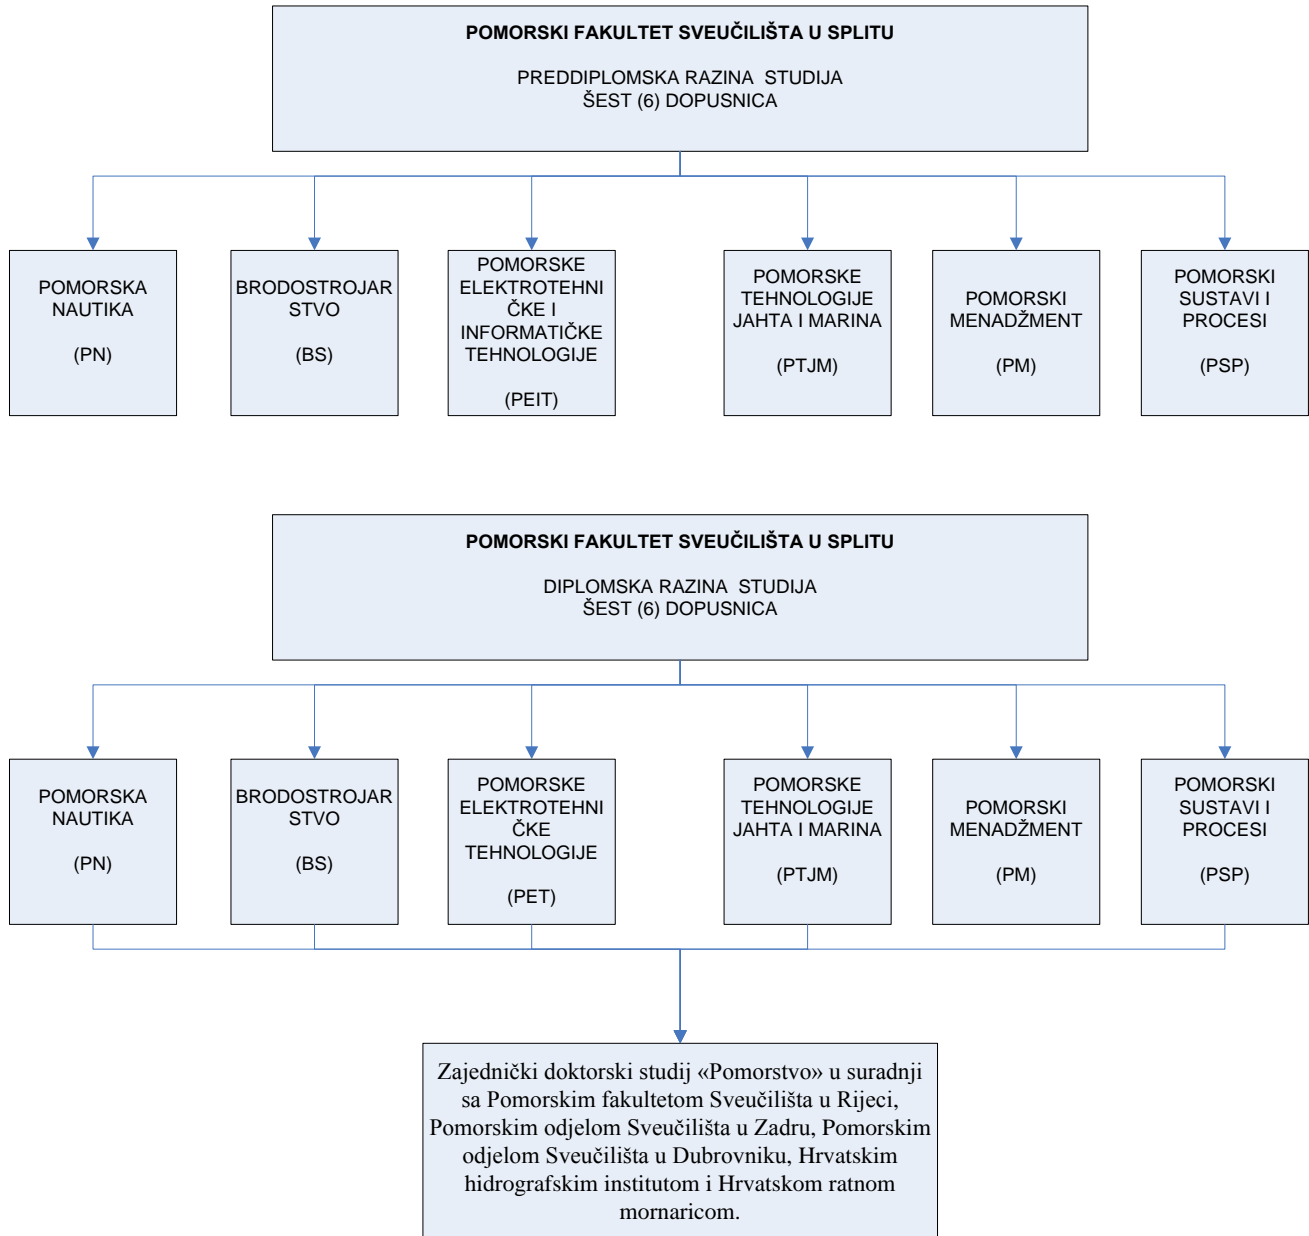 POMORSKI FAKULTET SVEUČILIŠTA U SPLITU
PREDDIPLOMSKA RAZINA STUDIJA
ŠEST (6) DOPUSNICA
POMORSKA
NAUTIKA
(PN)
BRODOSTROJAR
STVO
(BS)
POMORSKE
ELEKTROTEHNI
ČKE I
INFORMATIČKE
TEHNOLOGIJE
(PEIT)
POMORSKE
TEHNOLOGIJE
JAHTA I MARINA
(PTJM)
POMORSKI
MENADŽMENT
(PM)
POMORSKI
SUSTAVI I
PROCESI
(PSP)
POMORSKI FAKULTET SVEUČILIŠTA U SPLITU
DIPLOMSKA RAZINA STUDIJA
ŠEST (6) DOPUSNICA
POMORSKA
NAUTIKA
(PN)
BRODOSTROJAR
STVO
(BS)
POMORSKE
ELEKTROTEHNI
ČKE
TEHNOLOGIJE
(PET)
POMORSKE
TEHNOLOGIJE
JAHTA I MARINA
(PTJM)
POMORSKI
MENADŽMENT
(PM)
POMORSKI
SUSTAVI I
PROCESI
(PSP)
Zajednički doktorski studij «Pomorstvo» u suradnji
sa Pomorskim fakultetom Sveučilišta u Rijeci,
Pomorskim odjelom Sveučilišta u Zadru, Pomorskim
odjelom Sveučilišta u Dubrovniku, Hrvatskim
hidrografskim institutom i Hrvatskom ratnom
mornaricom.